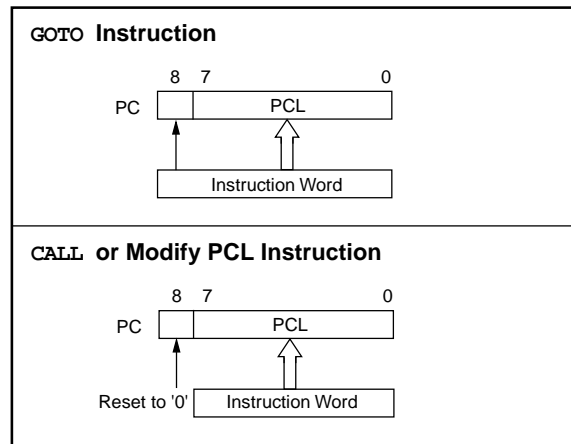 GOTO Instruction
8 7 0
PC PCL
Instruction Word
CALL or Modify PCL Instruction
8 7 0
PC PCL
Reset to '0' Instruction Word